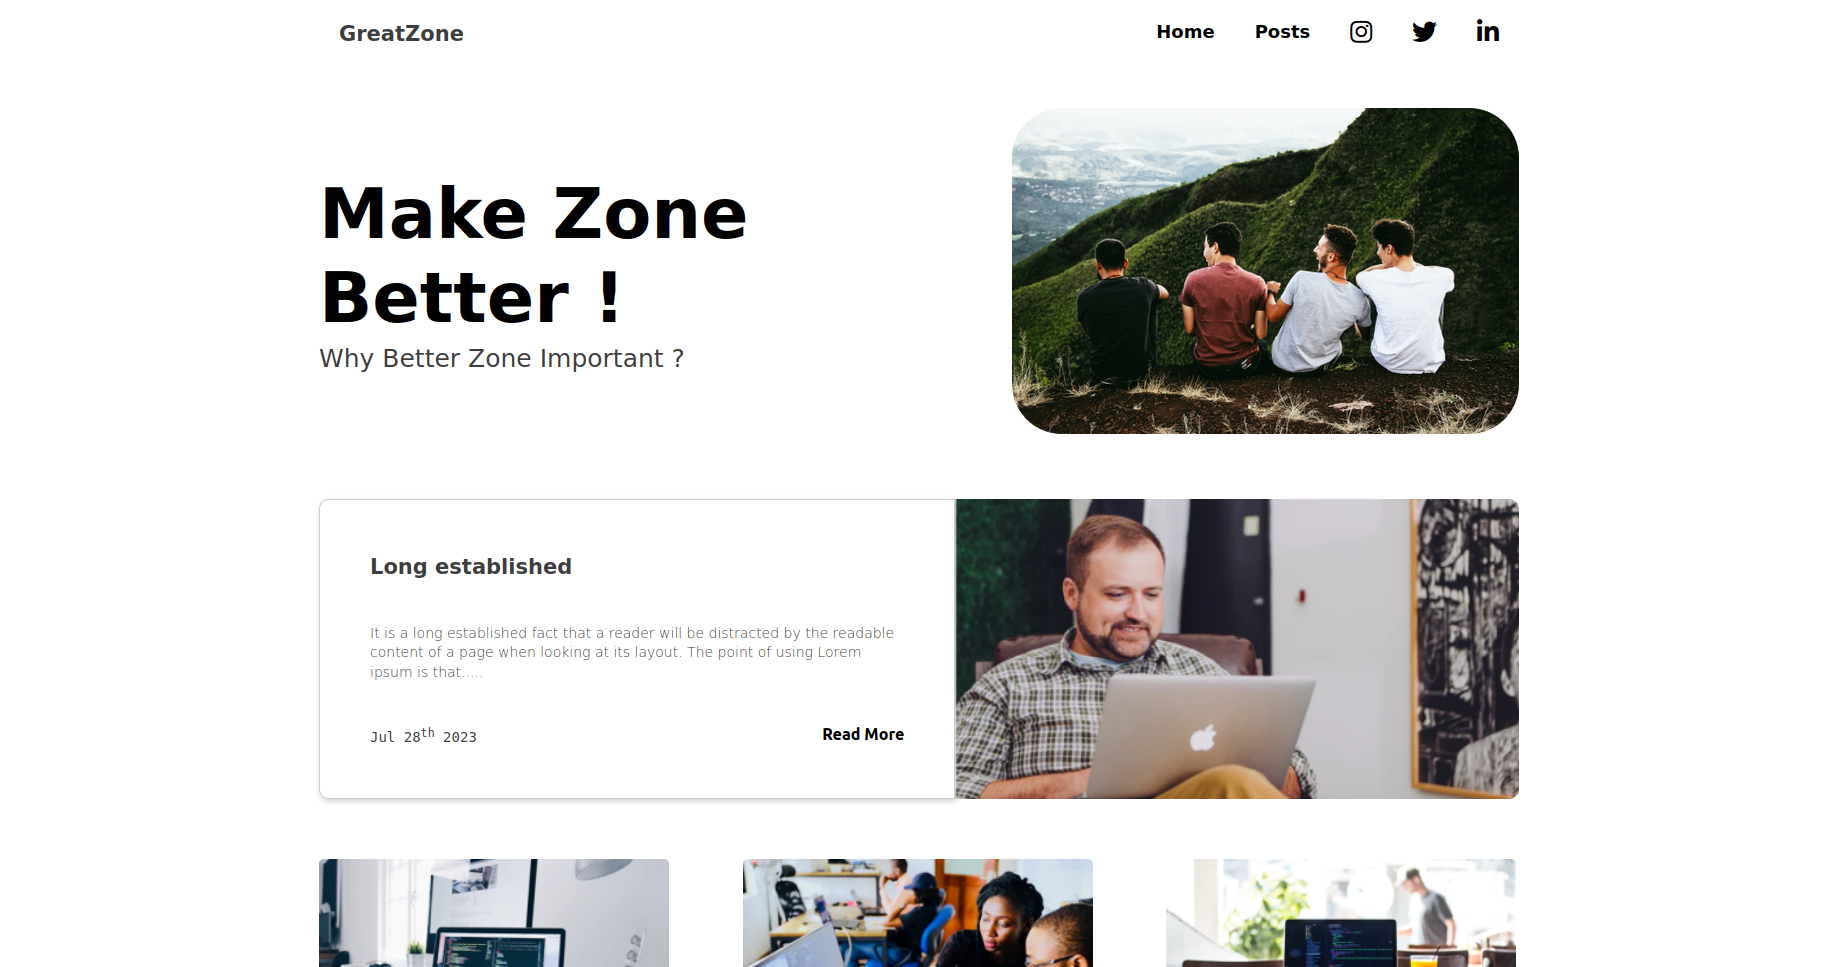 GreatZone
Home Posts
Make Zone
Better !
Why Better Zone Important ?
Long established
It is a long established fact that a reader will be distracted by the readable
content of a page when looking at its layout. The point of using Lorem
ipsum is that.....
Jul 28th 2023
Read More